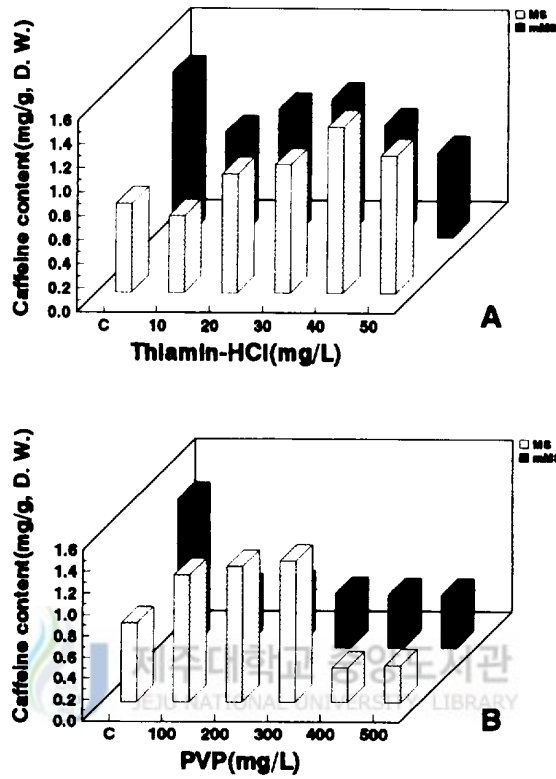 MS
Caffeine content(mg/g, D. W.)
1.6
1.4
1.2
1.0
0.8
0.6
0.4
0.2
0.0
C 10 20 30 40 50
Thiamin-HCl(mg/L)
A
MS
Caffeine content(mg/g, D. W.)
1.6
1.4
1.2
1.0
0.8
0.6
0.4
0.2
0.0
C 100 200 300 400 500
PVP(mg/L)
B
제주대학교 중앙도서관
JEJU NATIONAL UNIVERSITY LIBRARY